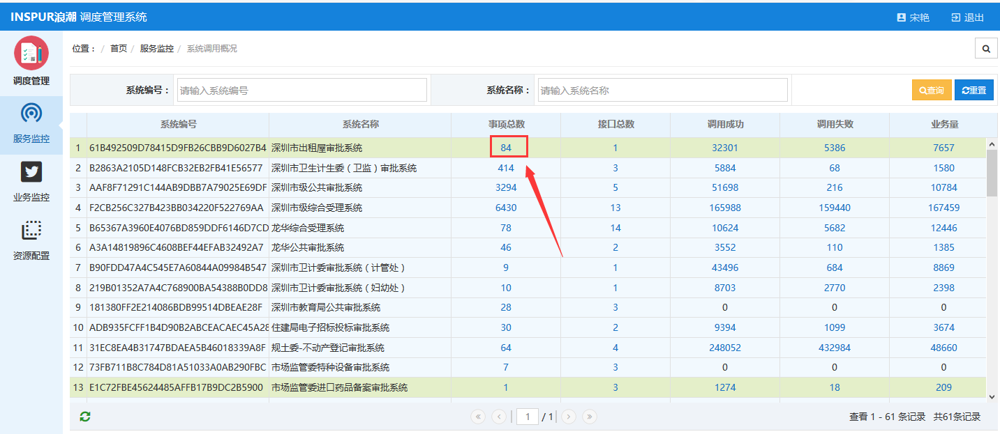 INSPUR浪潮 调度管理系统 宋艳 退出
调度管理
服务监控
业务监控
资源配置
位置： / 首页 / 服务监控 / 系统调用概况
系统编号： 请输入系统编号 系统名称： 请输入系统名称 查询 重置
系统编号 系统名称 事项总数 接口总数 调用成功 调用失败 业务量
1 61B492509D78415D9FB26CBB9D6027B4 深圳市出租屋审批系统 84 1 32301 5386 7657
2 B2863A2105D148FCB32EB2FB41E56577 深圳市卫生计生委（卫监）审批系统 414 3 5884 68 1580
3 AAF8F71291C144AB9DBB7A79025E69DF 深圳市级公共审批系统 3294 5 51698 216 10784
4 F2CB256C327B423BB034220F522769AA 深圳市级综合受理系统 6430 13 165988 159440 167459
5 B65367A3960E4076BD859DDF6146D7CD 龙华综合受理系统 78 14 10624 5682 12446
6 A3A14819896C4608BEF44EFAB32492A7 龙华公共审批系统 46 2 3552 110 1385
7 B90FDD47A4C545E7A60844A09984B547 深圳市卫计委审批系统（计管处） 9 1 43496 684 8869
8 219B01352A7A4C768900BA54388B0DD8 深圳市卫计委审批系统（妇幼处） 10 1 8703 2770 2398
9 181380FF2E214086BDB99514DBEAE28F 深圳市教育局公共审批系统 28 3 0 0 0
10 ADB935FCFF1B4D90B2ABCEACAEC45A28 住建局电子招标投标审批系统 30 2 9394 1099 3674
11 31EC8EA4B31747BDAEA5B46018339A8F 规土委-不动产登记审批系统 64 4 248052 432984 48660
12 73FB711B8C784D81A51033A0AB290FBC 市场监管委特种设备审批系统 7 3 0 0 0
13 E1C72FBE45624485AFFB17B9DC2B5900 市场监管委进口药品备案审批系统 1 3 1274 18 209
1 / 1 查看 1 - 61 条记录 共61条记录